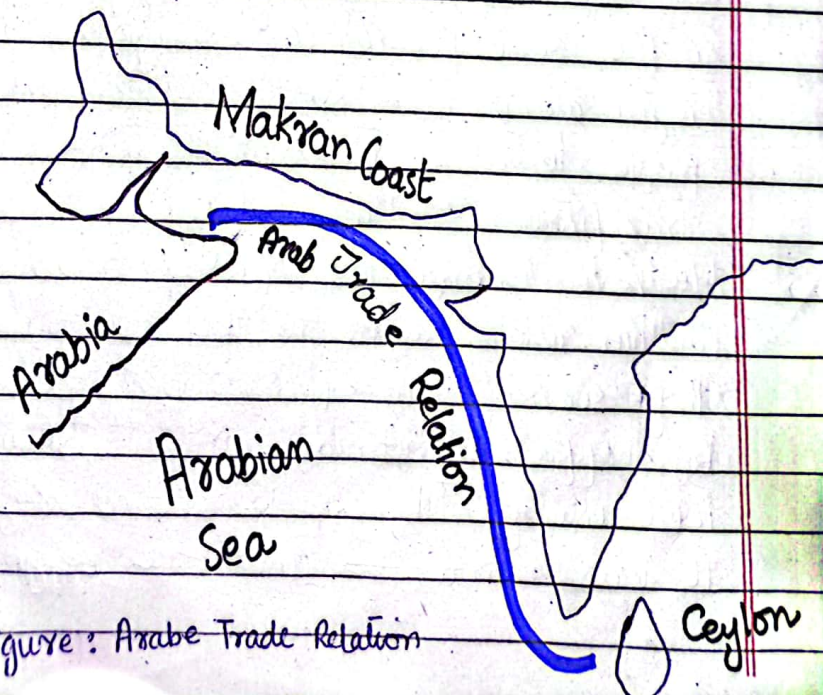 Makran Coast
Arab Trade Relation
Arabia
Arabian
Sea
Ceylon
gure: Arabe Trade Relation